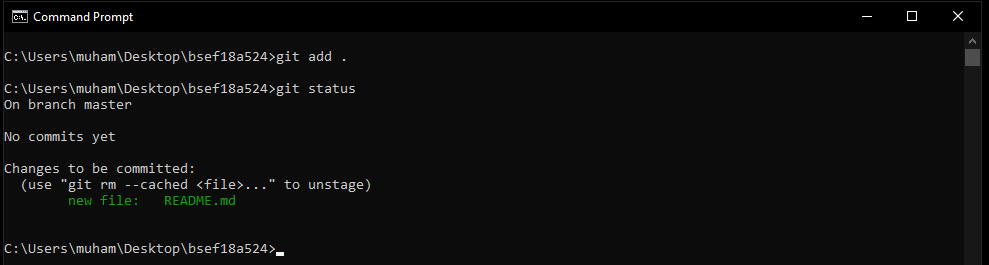 Command Prompt
C:\Users\muham\Desktop\bsef18a524>git add .
C:\Users\muham\Desktop\bsef18a524>git status
On branch master
No commits yet
Changes to be committed:
  (use "git rm --cached <file>..." to unstage)
        new file:   README.md
C:\Users\muham\Desktop\bsef18a524>